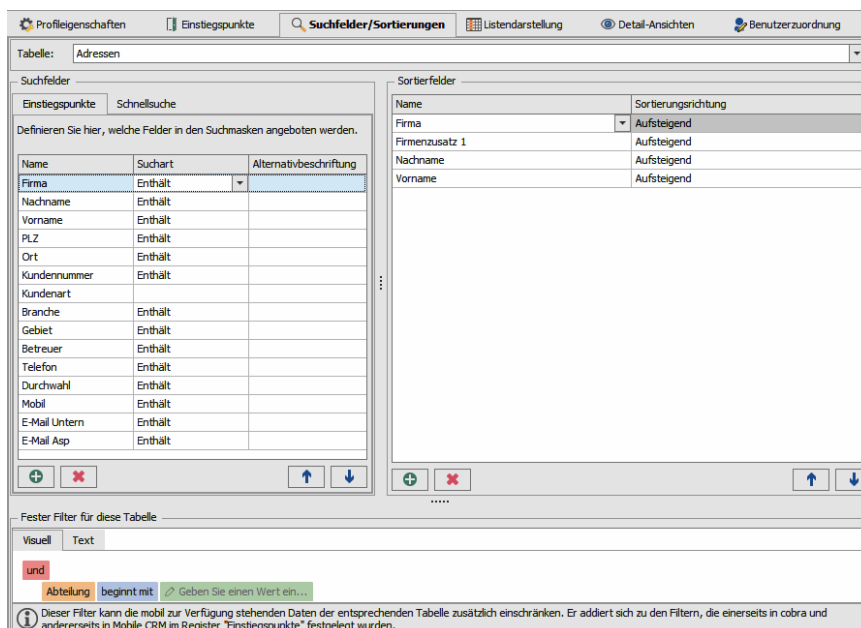 Profileigenschaften Einstiegspunkte Suchfelder/Sortierungen Listendarstellung Detail-Ansichten Benutzerzuordnung
Tabelle: Adressen
Suchfelder
Einstiegspunkte Schnellsuche
Definieren Sie hier, welche Felder in den Suchmasken angeboten werden.
Name Suchart Alternativbeschriftung
Firma Enthält
Nachname Enthält
Vorname Enthält
PLZ Enthält
Ort Enthält
Kundennummer Enthält
Kundenart
Branche Enthält
Gebiet Enthält
Betreuer Enthält
Telefon Enthält
Durchwahl Enthält
Mobil Enthält
E-Mail Untern Enthält
E-Mail Asp Enthält
Sortierfelder
Name Sortierungsrichtung
Firma Aufsteigend
Firmenzusatz 1 Aufsteigend
Nachname Aufsteigend
Vorname Aufsteigend
Fester Filter für diese Tabelle
Visuell Text
und
Abteilung beginnt mit Geben Sie einen Wert ein...
Dieser Filter kann die mobil zur Verfügung stehenden Daten der entsprechenden Tabelle zusätzlich einschränken. Er addiert sich zu den Filtern, die einerseits in cobra und
andererseits in Mobile CRM im Register "Einstiegspunkte" festgelegt wurden.